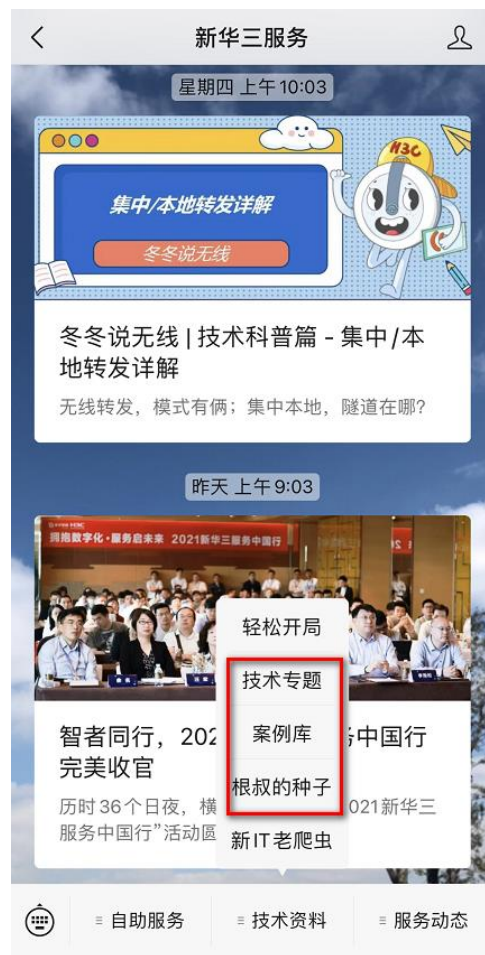 新华三服务
星期四 上午10:03
H3C
集中/本地转发详解
冬冬说无线
冬冬说无线 | 技术科普篇 - 集中/本
地转发详解
无线转发，模式有俩；集中本地，隧道在哪？
昨天 上午9:03
拥抱数字化·服务启未来 2021新华三服务中国行
轻松开局
技术专题
案例库
根叔的种子
新IT老爬虫
智者同行，202
中国行
完美收官
历时36个日夜，横
021新华三
服务中国行”活动圆
自助服务
技术资料
服务动态